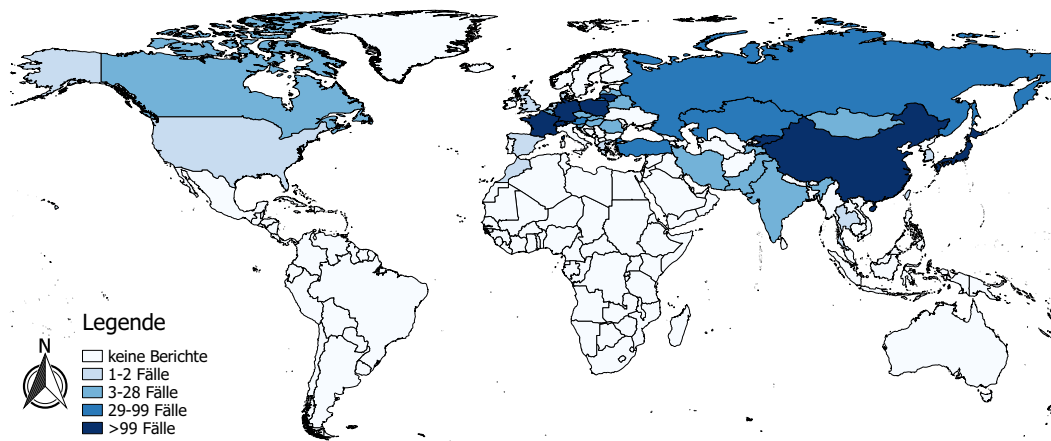 Legende
N
keine Berichte
1-2 Fälle
3-28 Fälle
29-99 Fälle
>99 Fälle